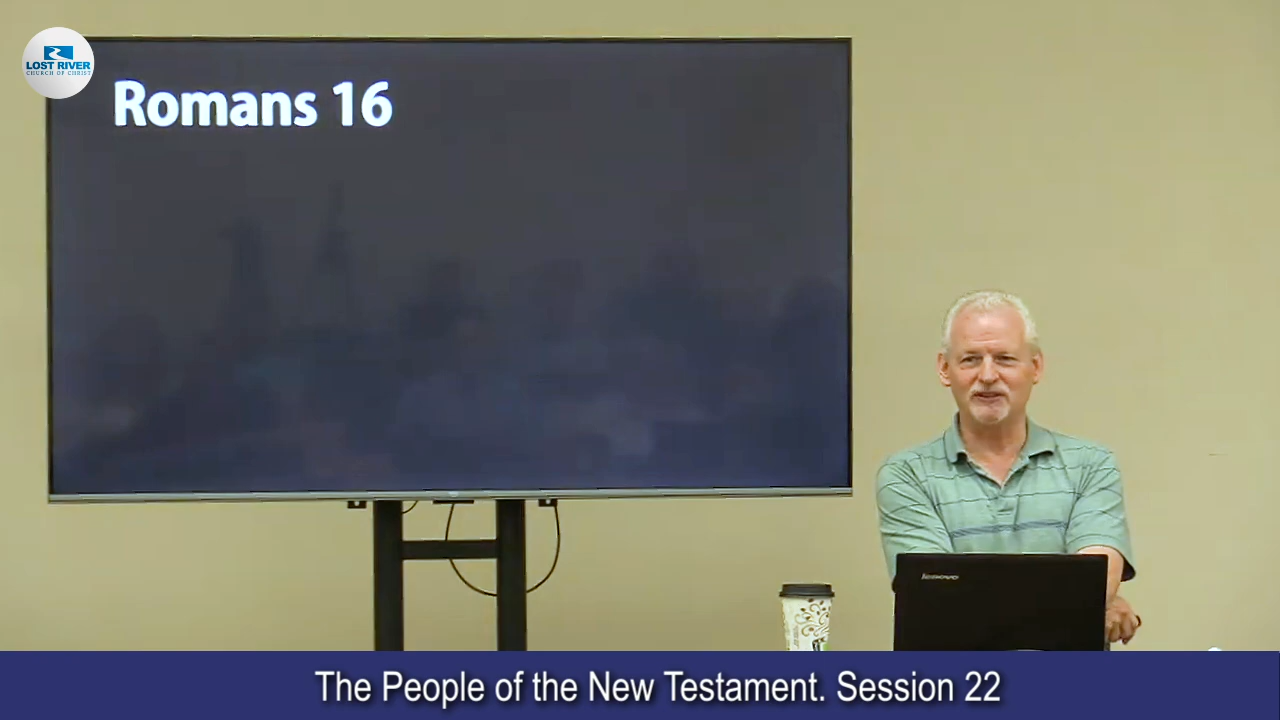 LOST RIVER
CHURCH OF CHRIST
Romans 16
lenovo
The People of the New Testament. Session 22